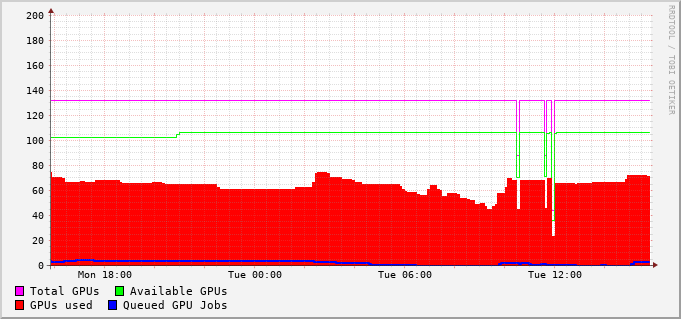 200
180
160
140
120
100
80
60
40
20
0
Mon 18:00 Tue 00:00 Tue 06:00 Tue 12:00
Total GPUs Available GPUs
GPUs used Queued GPU Jobs
RRDTOOL / TOBI OETIKER